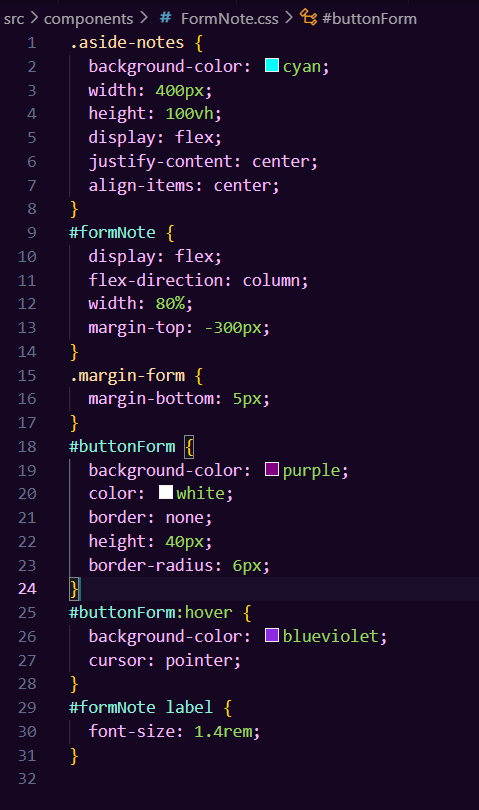 src > components > # FormNote.css > #buttonForm
1 .aside-notes {
2 background-color: cyan;
3 width: 400px;
4 height: 100vh;
5 display: flex;
6 justify-content: center;
7 align-items: center;
8 }
9 #formNote {
10 display: flex;
11 flex-direction: column;
12 width: 80%;
13 margin-top: -300px;
14 }
15 .margin-form {
16 margin-bottom: 5px;
17 }
18 #buttonForm {
19 background-color: purple;
20 color: white;
21 border: none;
22 height: 40px;
23 border-radius: 6px;
24 }
25 #buttonForm:hover {
26 background-color: blueviolet;
27 cursor: pointer;
28 }
29 #formNote label {
30 font-size: 1.4rem;
31 }
32